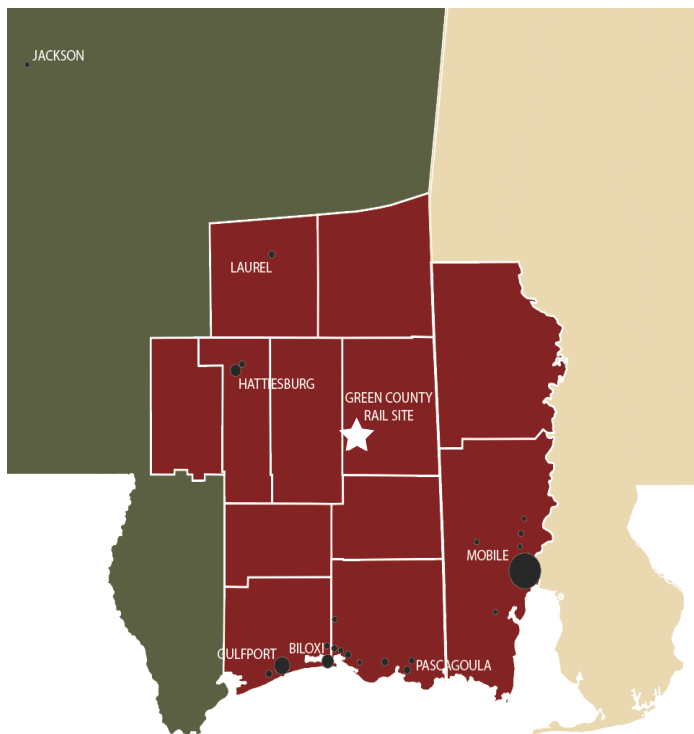 JACKSON
LAUREL
HATTIESBURG
GREEN COUNTY
RAIL SITE
MOBILE
GULFPORT
BILOXI
PASCAGOULA